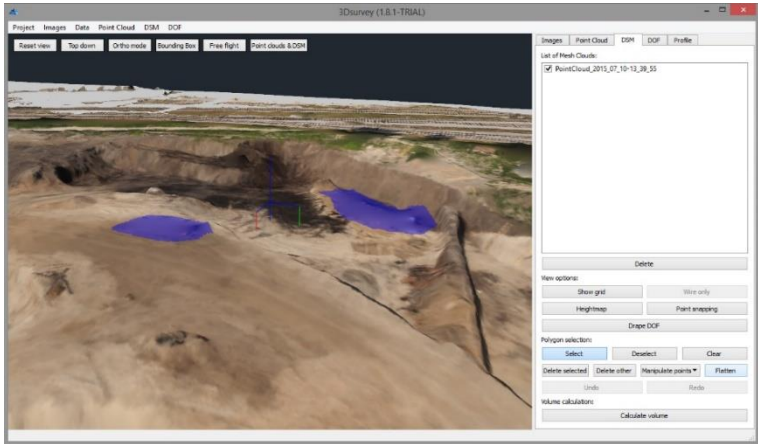 3Dsurvey (1.8.1-TRIAL)
Project Images Data Point Cloud DSM DOF
Reset view Top down Ortho mode Bounding Box Free flight Point clouds & DSM
Images Point Cloud DSM DOF Profile
List of Mesh Clouds:
PointCloud_2015_07_10-13_39_55
Delete
View options:
Show grid Wire only
Heightmap Point snapping
Drape DOF
Polygon selection:
Select Deselect Clear
Delete selected Delete other Manipulate points Flatten
Undo Redo
Volume calculation:
Calculate volume